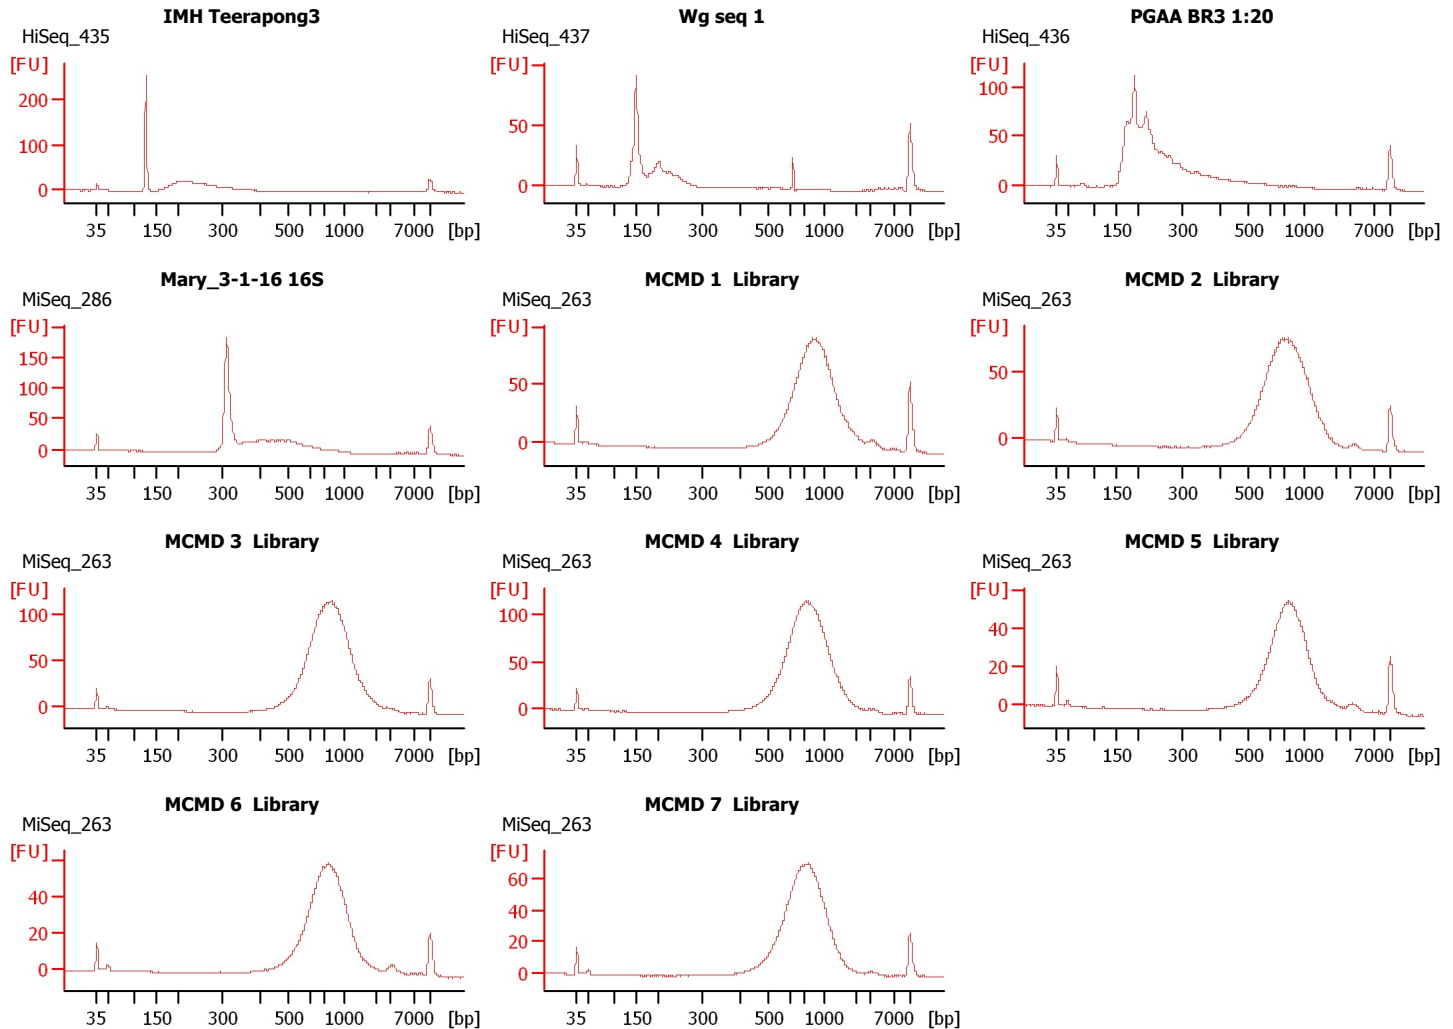 IMH Teerapong3
HiSeq_435
[FU]
200
100
0
35 150 300 500 1000 7000 [bp]
Wg seq 1
HiSeq_437
[FU]
50
0
35 150 300 500 1000 7000 [bp]
PGAA BR3 1:20
HiSeq_436
[FU]
100
50
0
35 150 300 500 1000 7000 [bp]
Mary_3-1-16 16S
MiSeq_286
[FU]
150
100
50
0
35 150 300 500 1000 7000 [bp]
MCMD 1  Library
MiSeq_263
[FU]
50
0
35 150 300 500 1000 7000 [bp]
MCMD 2  Library
MiSeq_263
[FU]
50
0
35 150 300 500 1000 7000 [bp]
MCMD 3  Library
MiSeq_263
[FU]
100
50
0
35 150 300 500 1000 7000 [bp]
MCMD 4  Library
MiSeq_263
[FU]
100
50
0
35 150 300 500 1000 7000 [bp]
MCMD 5  Library
MiSeq_263
[FU]
40
20
0
35 150 300 500 1000 7000 [bp]
MCMD 6  Library
MiSeq_263
[FU]
40
20
0
35 150 300 500 1000 7000 [bp]
MCMD 7  Library
MiSeq_263
[FU]
60
40
20
0
35 150 300 500 1000 7000 [bp]